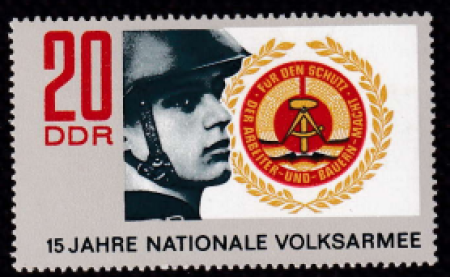 20
DDR
FÜR DEN SCHUTZ · DER ARBEITER-UND-BAUERN-MACHT
15 JAHRE NATIONALE VOLKSARMEE